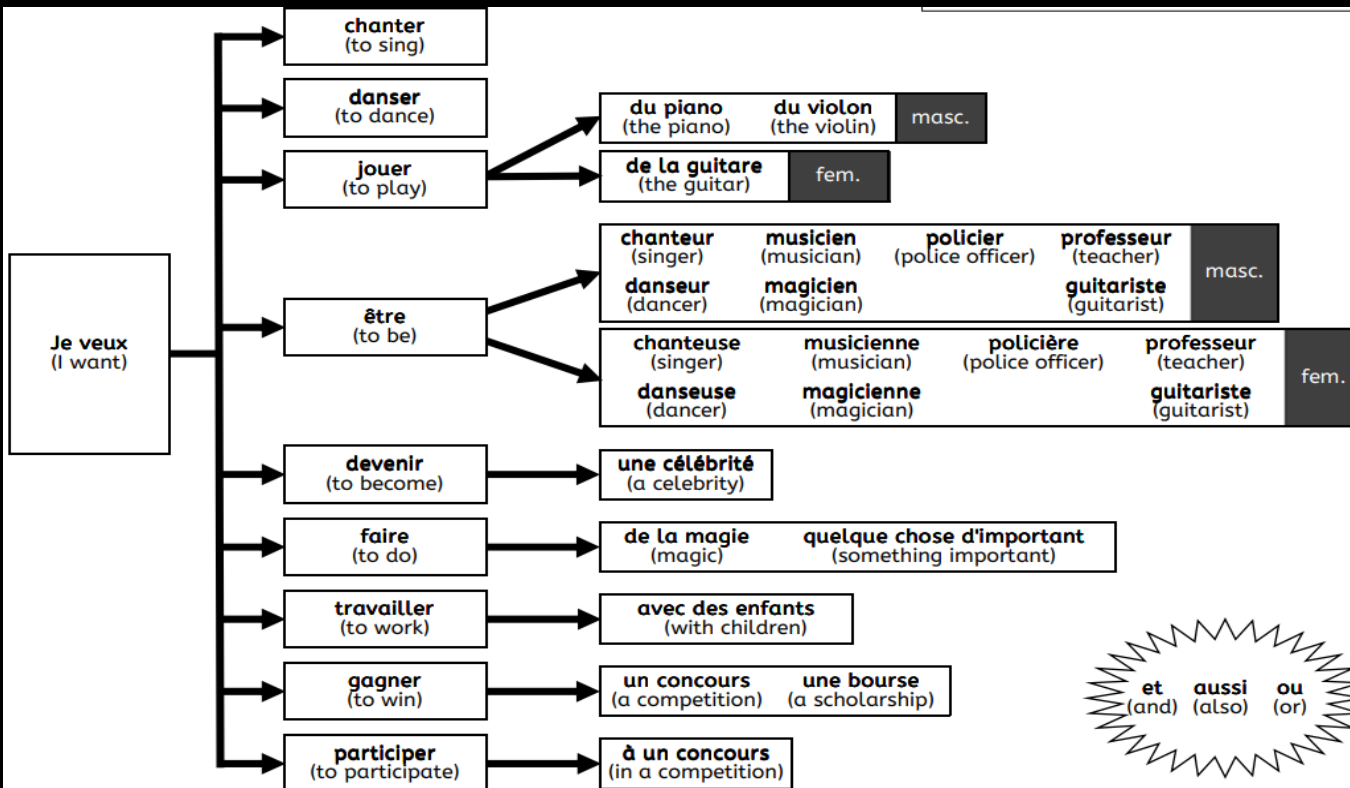 chanter
(to sing)
danser
(to dance)
jouer
(to play)
du piano du violon masc.
(the piano) (the violin)
de la guitare fem.
(the guitar)
Je veux
(I want)
être
(to be)
chanteur musicien policier professeur
(singer) (musician) (police officer) (teacher)
masc.
danseur magicien guitariste
(dancer) (magician) (guitarist)
chanteuse musicienne policière professeur
(singer) (musician) (police officer) (teacher)
fem.
danseuse magicienne guitariste
(dancer) (magician) (guitarist)
devenir
(to become)
une célébrité
(a celebrity)
faire
(to do)
de la magie quelque chose d'important
(magic) (something important)
travailler
(to work)
avec des enfants
(with children)
gagner
(to win)
un concours une bourse
(a competition) (a scholarship)
participer
(to participate)
à un concours
(in a competition)
et aussi ou
(and) (also) (or)